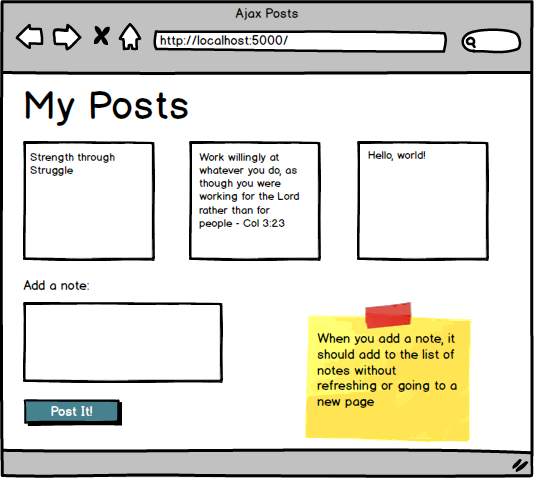 Ajax Posts
http://localhost:5000/
My Posts
Strength through
Struggle
Work willingly at
whatever you do, as
though you were
working for the Lord
rather than for
people - Col 3:23
Hello, world!
Add a note:
Post It!
When you add a note, it
should add to the list of
notes without
refreshing or going to a
new page